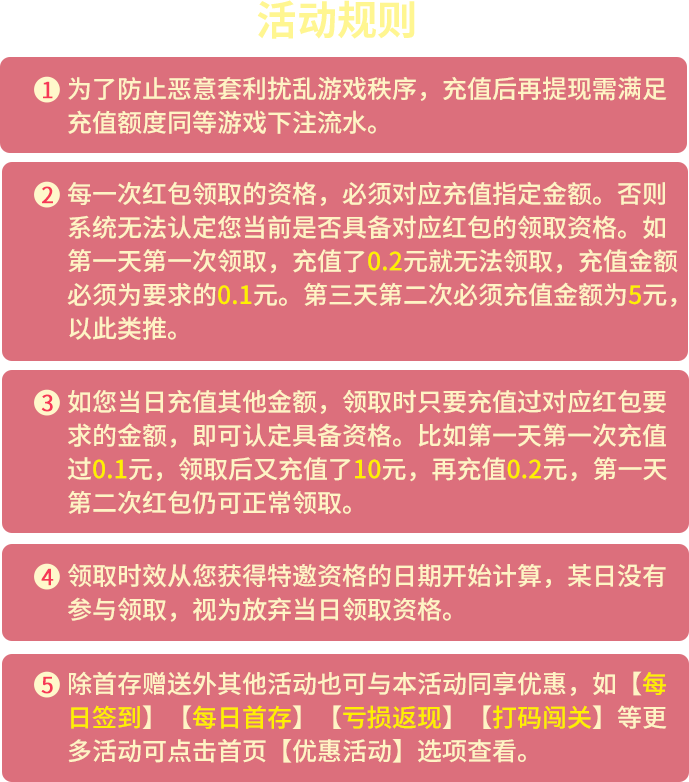 活动规则
1 为了防止恶意套利扰乱游戏秩序，充值后再提现需满足
充值额度同等游戏下注流水。
2 每一次红包领取的资格，必须对应充值指定金额。否则
系统无法认定您当前是否具备对应红包的领取资格。如
第一天第一次领取，充值了0.2元就无法领取，充值金额
必须为要求的0.1元。第三天第二次必须充值金额为5元，
以此类推。
3 如您当日充值其他金额，领取时只要充值过对应红包要
求的金额，即可认定具备资格。比如第一天第一次充值
过0.1元，领取后又充值了10元，再充值0.2元，第一天
第二次红包仍可正常领取。
4 领取时效从您获得特邀资格的日期开始计算，某日没有
参与领取，视为放弃当日领取资格。
5 除首存赠送外其他活动也可与本活动同享优惠，如【每
日签到】【每日首存】【亏损返现】【打码闯关】等更
多活动可点击首页【优惠活动】选项查看。